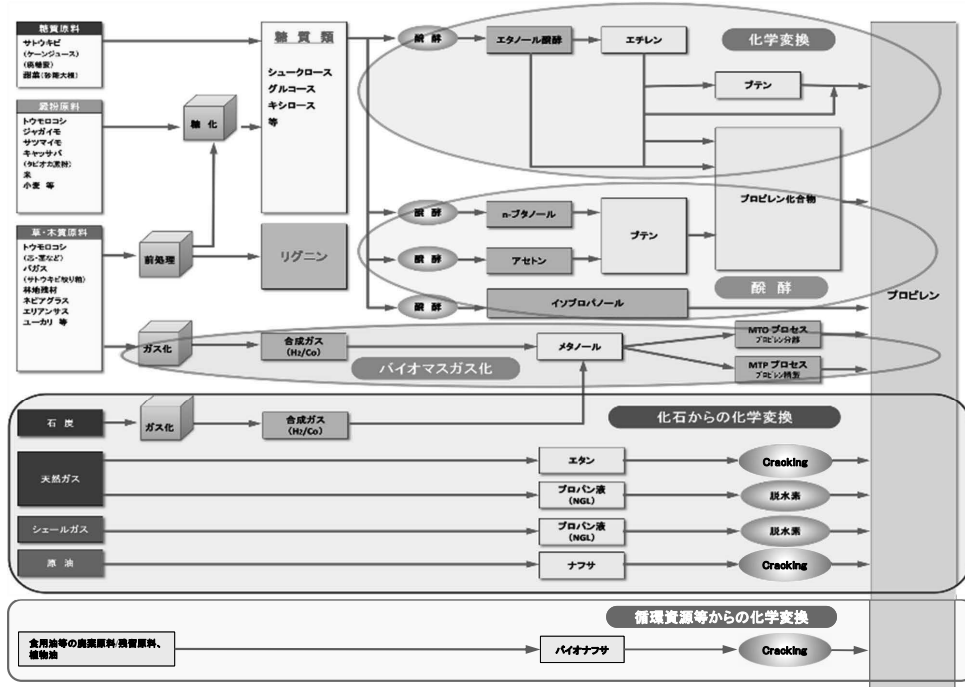 糖質原料
サトウキビ
(ケーンジュース)
(廃糖蜜)
甜菜(砂糖大根)
澱粉原料
トウモロコシ
ジャガイモ
サツマイモ
キャッサバ
(タピオカ澱粉)
米
小麦 等
草・木質原料
トウモロコシ
(芯・茎など)
バガス
(サトウキビ絞り粕)
林地残材
ネピアグラス
エリアンサス
ユーカリ 等
糖化
前処理
糖質類
シュークロース
グルコース
キシロース
等
リグニン
醗酵
エタノール醗酵
エチレン
化学変換
ブテン
プロピレン化合物
醗酵
n-ブタノール
ブテン
醗酵
アセトン
醗酵
醗酵
イソプロパノール
プロピレン
ガス化
合成ガス
(H2/Co)
メタノール
MTO プロセス
プロピレン分離
MTP プロセス
プロピレン精製
バイオマスガス化
化石からの化学変換
石炭
ガス化
合成ガス
(H2/Co)
天然ガス
エタン
Cracking
プロパン液
(NGL)
脱水素
シェールガス
プロパン液
(NGL)
脱水素
原油
ナフサ
Cracking
循環資源等からの化学変換
食用油等の廃棄原料/残留原料、
植物油
バイオナフサ
Cracking